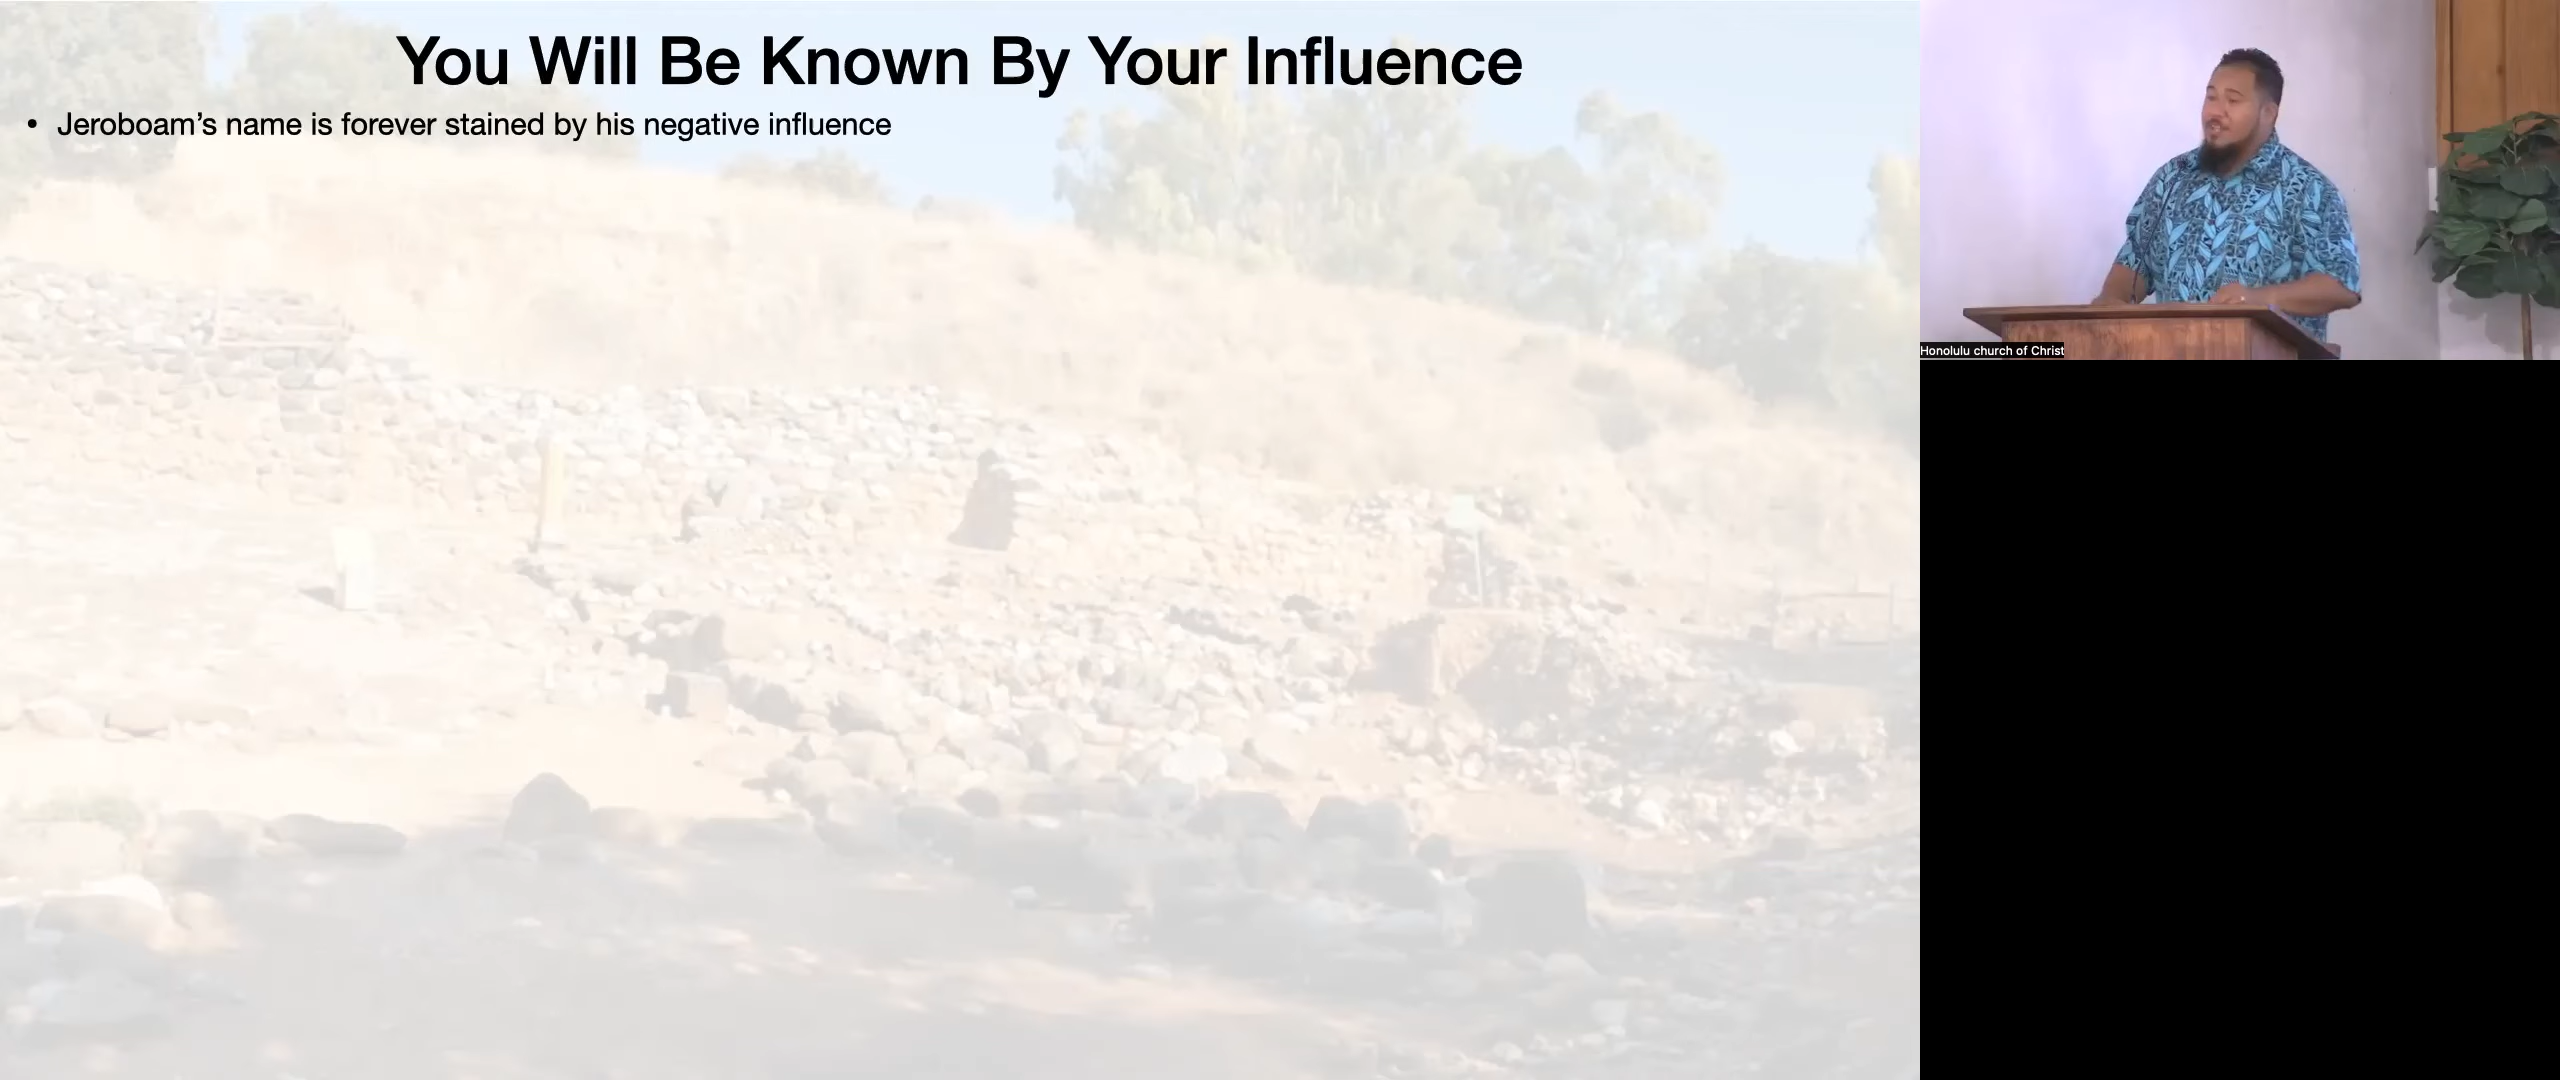 You Will Be Known By Your Influence
• Jeroboam’s name is forever stained by his negative influence
Honolulu church of Christ